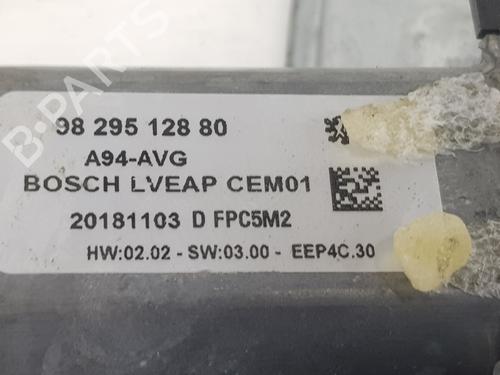 98 295 128 80
A94-AVG
BOSCH LVEAP CEM01
20181103 D FPC5M2
HW:02.02 - SW:03.00 - EEP4C.30
B-PARTS